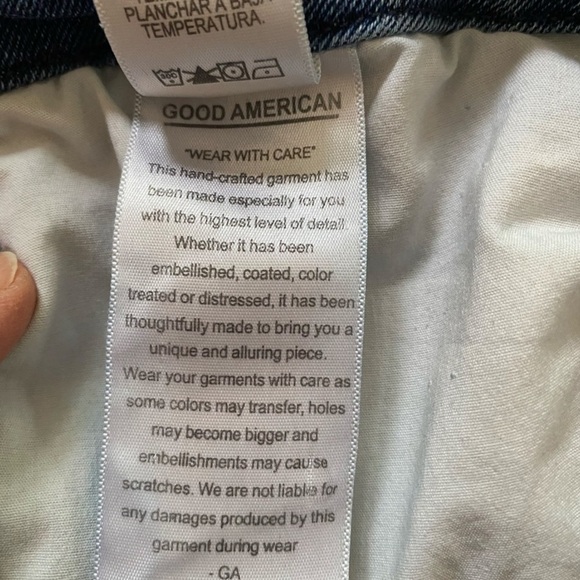 PLANCHAR A BAJA
TEMPERATURA.
GOOD AMERICAN
"WEAR WITH CARE"
This hand-crafted garment has
been made especially for you
with the highest level of detail.
Whether it has been
embellished, coated, color
treated or distressed, it has been
thoughtfully made to bring you a
unique and alluring piece.
Wear your garments with care as
some colors may transfer, holes
may become bigger and
embellishments may cause
scratches. We are not liable for
any damages produced by this
garment during wear
- GA